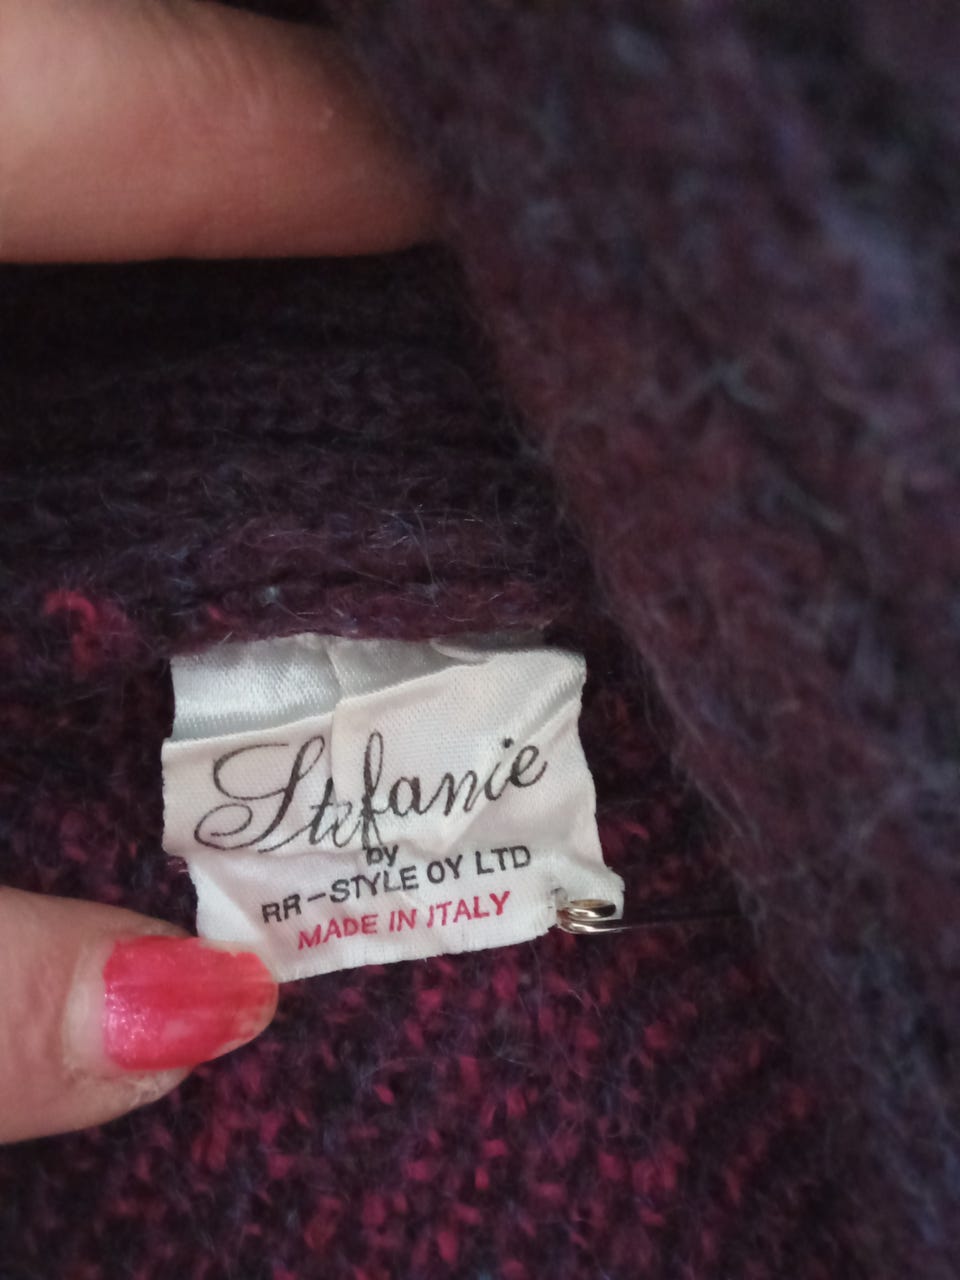 Stefanie
by
RR-STYLE OY LTD
MADE IN ITALY